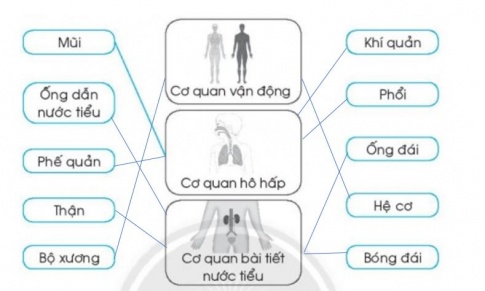 Mũi
Ống dẫn
nước tiểu
Phế quản
Thận
Bộ xương
Cơ quan vận động
Cơ quan hô hấp
Cơ quan bài tiết
nước tiểu
Khí quản
Phổi
Ống đái
Hệ cơ
Bóng đái